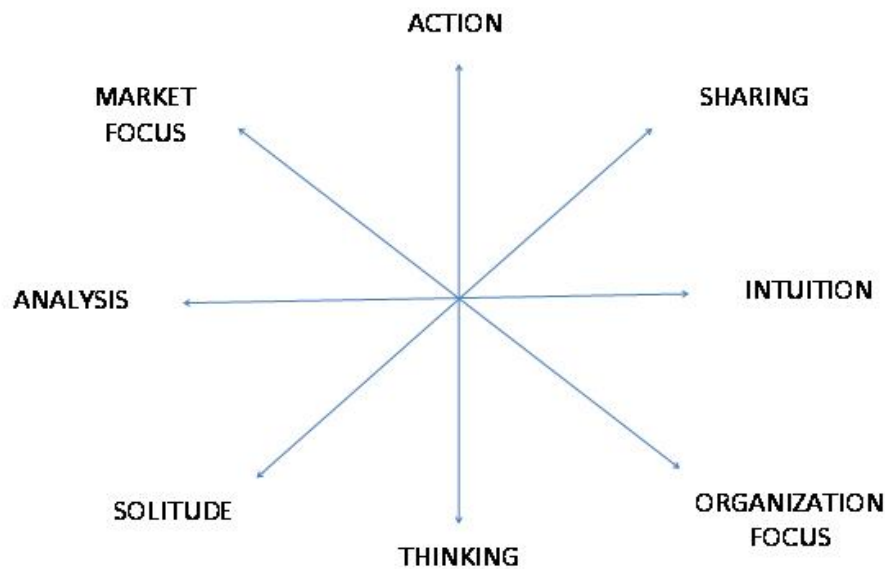 ACTION
MARKET
FOCUS
SHARING
ANALYSIS
INTUITION
SOLITUDE
ORGANIZATION
FOCUS
THINKING